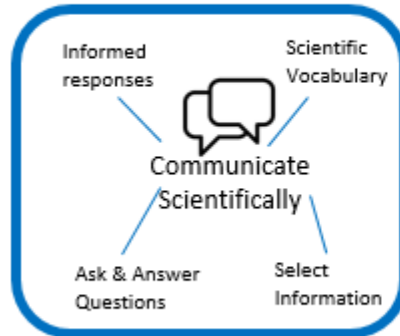 Informed
responses
Scientific
Vocabulary
Communicate
Scientifically
Ask & Answer
Questions
Select
Information